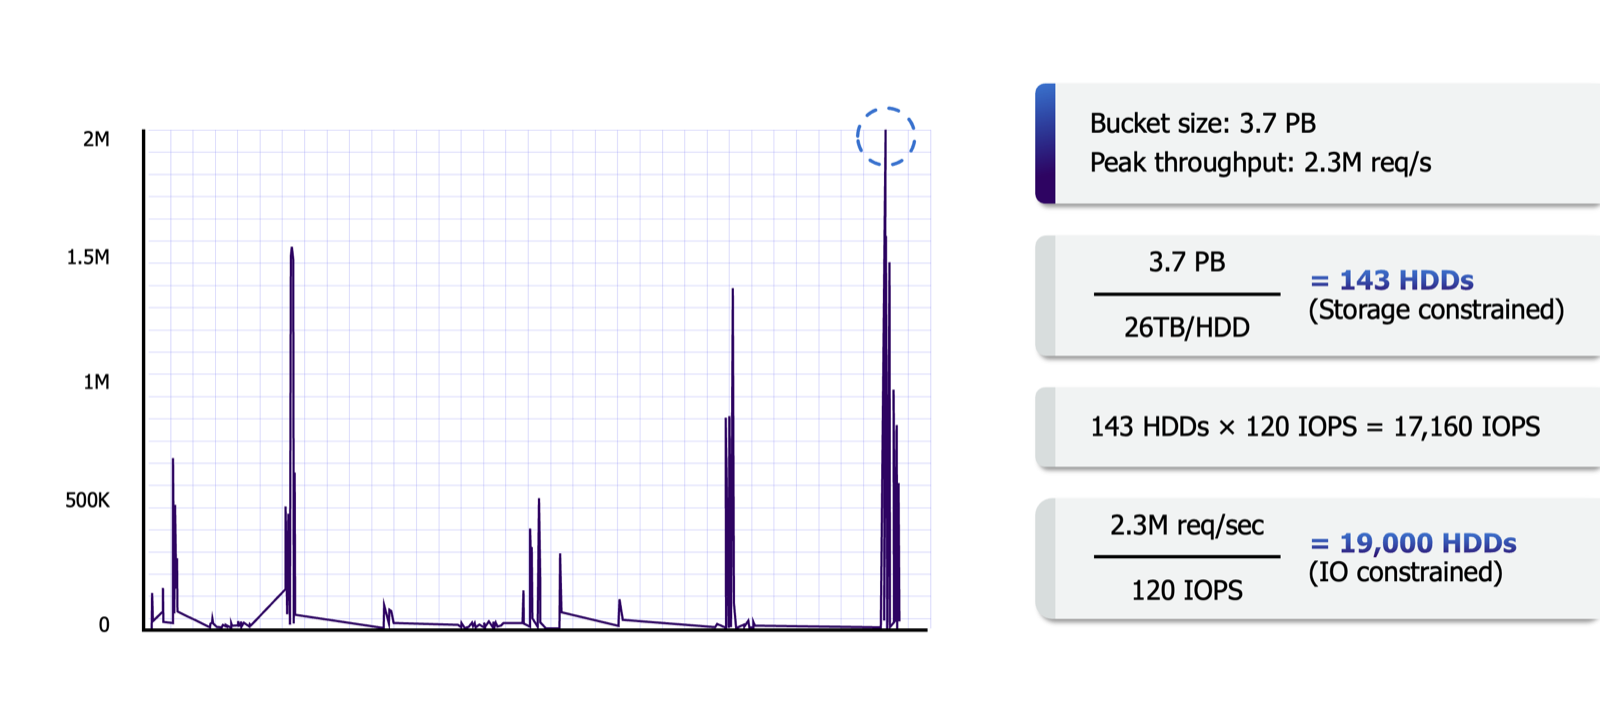 2M
1.5M
1M
500K
0
Bucket size: 3.7 PB
Peak throughput: 2.3M req/s
3.7 PB
26TB/HDD
= 143 HDDs
(Storage constrained)
143 HDDs × 120 IOPS = 17,160 IOPS
2.3M req/sec
120 IOPS
= 19,000 HDDs
(IO constrained)